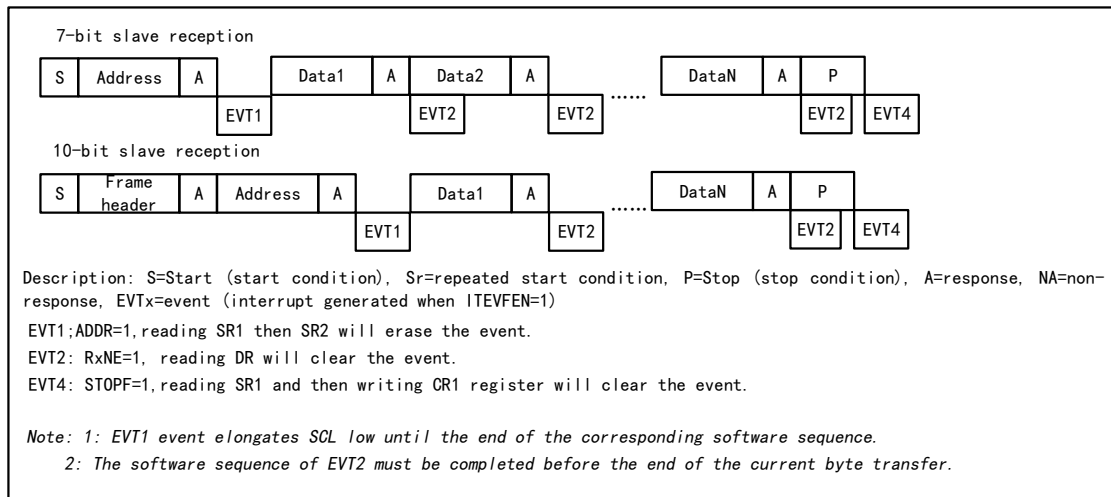 7-bit slave reception
S Address A Data1 A Data2 A ...... DataN A P
EVT1 EVT2 EVT2 EVT2 EVT4
10-bit slave reception
S Frame header A Address A Data1 A ...... DataN A P
EVT1 EVT2 EVT2 EVT4
Description: S=Start (start condition), Sr=repeated start condition, P=Stop (stop condition), A=response, NA=non-
response, EVTx=event (interrupt generated when ITEVFEN=1)
EVT1;ADDR=1,reading SR1 then SR2 will erase the event.
EVT2: RxNE=1, reading DR will clear the event.
EVT4: STOPF=1,reading SR1 and then writing CR1 register will clear the event.
Note: 1: EVT1 event elongates SCL low until the end of the corresponding software sequence.
2: The software sequence of EVT2 must be completed before the end of the current byte transfer.